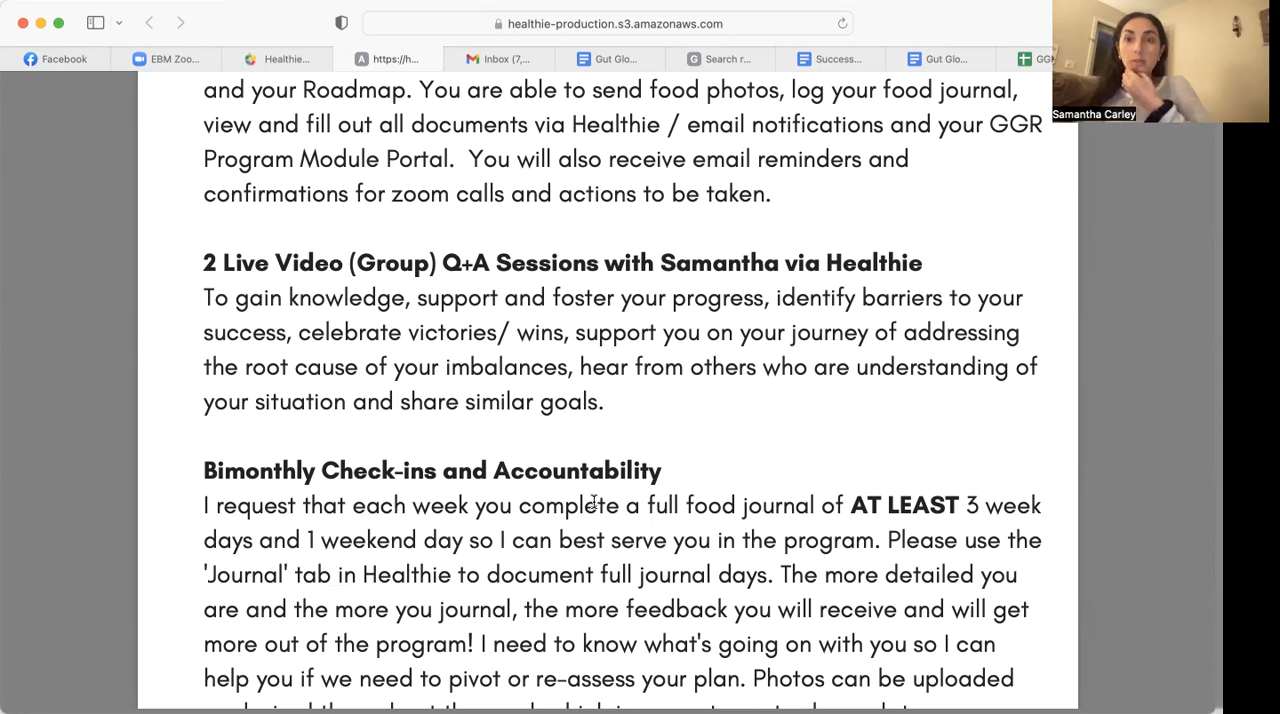 healthie-production.s3.amazonaws.com
Facebook
EBM Zoo...
Healthie...
https://h...
Inbox (7,...
Gut Glo...
Search r...
Success...
Gut Glo...
and your Roadmap. You are able to send food photos, log your food journal,
view and fill out all documents via Healthie / email notifications and your GGR
Program Module Portal. You will also receive email reminders and
confirmations for zoom calls and actions to be taken.
2 Live Video (Group) Q+A Sessions with Samantha via Healthie
To gain knowledge, support and foster your progress, identify barriers to your
success, celebrate victories/ wins, support you on your journey of addressing
the root cause of your imbalances, hear from others who are understanding of
your situation and share similar goals.
Bimonthly Check-ins and Accountability
I request that each week you complete a full food journal of AT LEAST 3 week
days and 1 weekend day so I can best serve you in the program. Please use the
'Journal' tab in Healthie to document full journal days. The more detailed you
are and the more you journal, the more feedback you will receive and will get
more out of the program! I need to know what's going on with you so I can
help you if we need to pivot or re-assess your plan. Photos can be uploaded
Samantha Carley